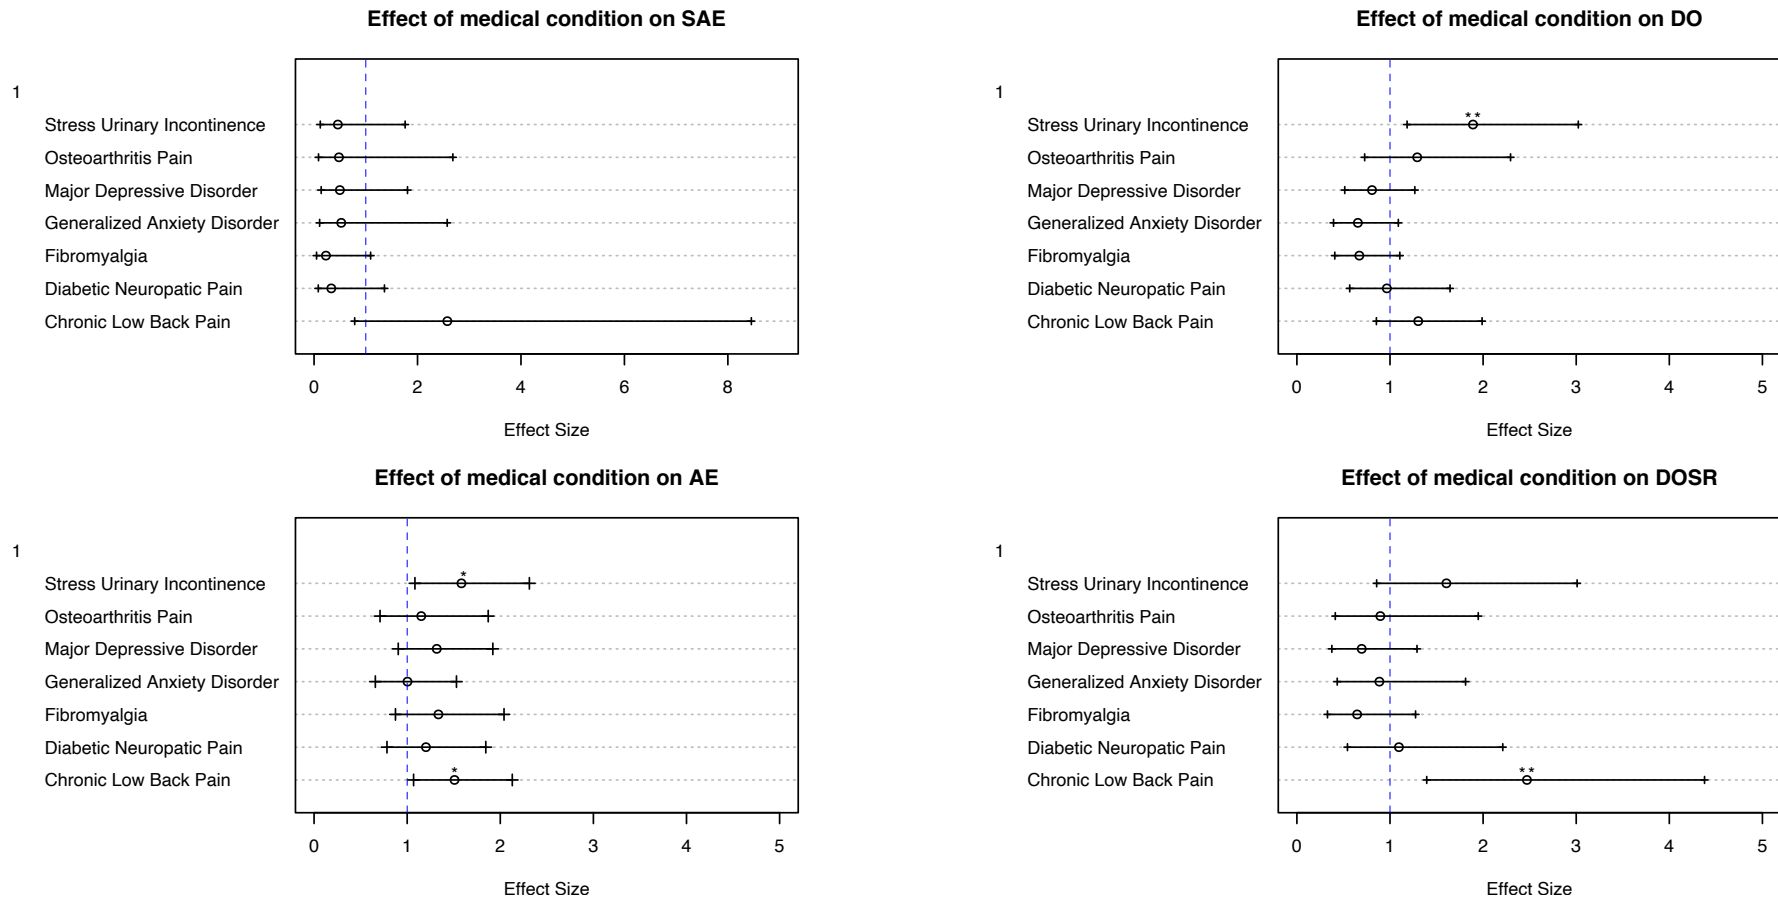 Effect of medical condition on SAE
1
Stress Urinary Incontinence
Osteoarthritis Pain
Major Depressive Disorder
Generalized Anxiety Disorder
Fibromyalgia
Diabetic Neuropatic Pain
Chronic Low Back Pain
0 2 4 6 8
Effect Size
Effect of medical condition on DO
1
Stress Urinary Incontinence
**
Osteoarthritis Pain
Major Depressive Disorder
Generalized Anxiety Disorder
Fibromyalgia
Diabetic Neuropatic Pain
Chronic Low Back Pain
0 1 2 3 4 5
Effect Size
Effect of medical condition on AE
1
Stress Urinary Incontinence
*
Osteoarthritis Pain
Major Depressive Disorder
Generalized Anxiety Disorder
Fibromyalgia
Diabetic Neuropatic Pain
Chronic Low Back Pain
*
0 1 2 3 4 5
Effect Size
Effect of medical condition on DOSR
1
Stress Urinary Incontinence
Osteoarthritis Pain
Major Depressive Disorder
Generalized Anxiety Disorder
Fibromyalgia
Diabetic Neuropatic Pain
Chronic Low Back Pain
**
0 1 2 3 4 5
Effect Size